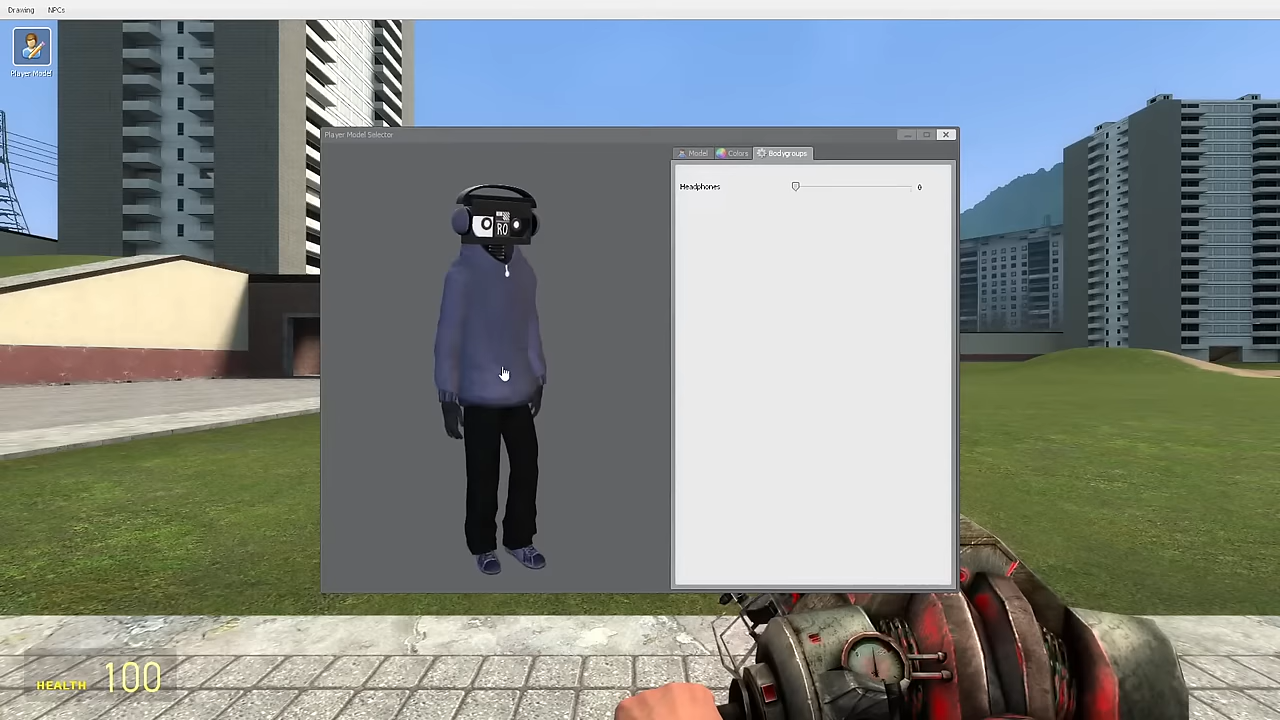 Drawing NPCs
Player Model
Player Model Selector
Model Colors Bodygroups
Headphones 0
RO
HEALTH 100